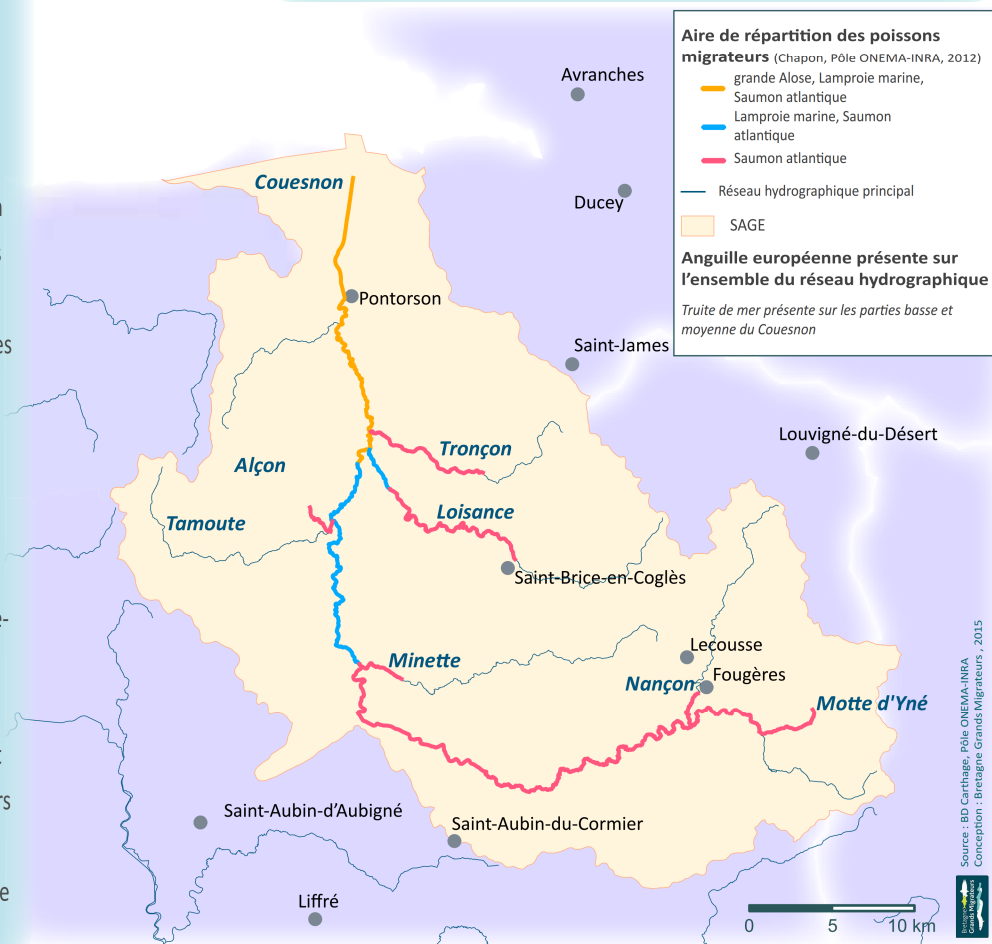 Aire de répartition des poissons
migrateurs (Chapon, Pôle ONEMA-INRA, 2012)
grande Alose, Lamproie marine,
Saumon atlantique
Lamproie marine, Saumon
atlantique
Saumon atlantique
Réseau hydrographique principal
SAGE
Anguille européenne présente sur
l'ensemble du réseau hydrographique
Truite de mer présente sur les parties basse et
moyenne du Couesnon
Avranches
Couesnon
Ducey
Pontorson
Saint-James
Louvigné-du-Désert
Tronçon
Alçon
Loisance
Tamoute
Saint-Brice-en-Coglès
Lecousse
Minette
Fougères
Nançon
Motte d'Yné
Saint-Aubin-d'Aubigné
Saint-Aubin-du-Cormier
Liffré
0 5 10 km
Source : BD Carthage, Pôle ONEMA-INRA
Conception : Bretagne Grands Migrateurs , 2015
Bretagne
Grands Migrateurs